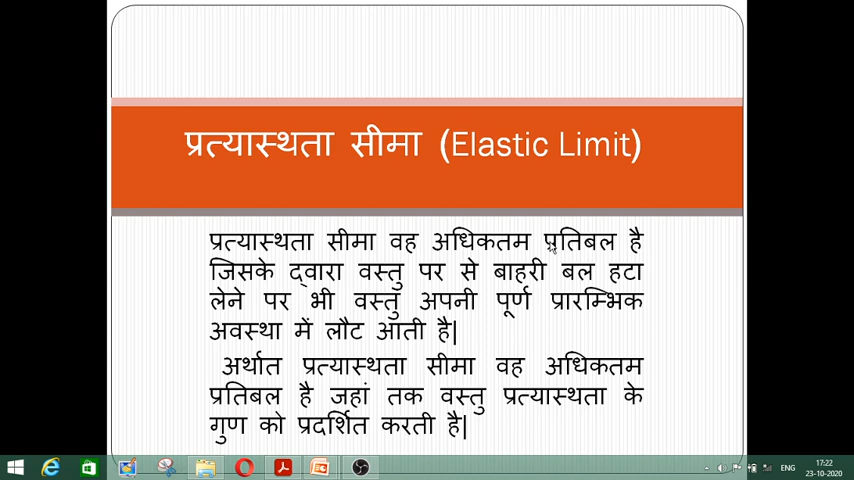 प्रत्यास्थता सीमा (Elastic Limit)
प्रत्यास्थता सीमा वह अधिकतम प्रतिबल है
जिसके द्वारा वस्तु पर से बाहरी बल हटा
लेने पर भी वस्तु अपनी पूर्ण प्रारम्भिक
अवस्था में लौट आती है|
अर्थात प्रत्यास्थता सीमा वह अधिकतम
प्रतिबल है जहां तक वस्तु प्रत्यास्थता के
गुण को प्रदर्शित करती है|
ENG
17:22
23-10-2020